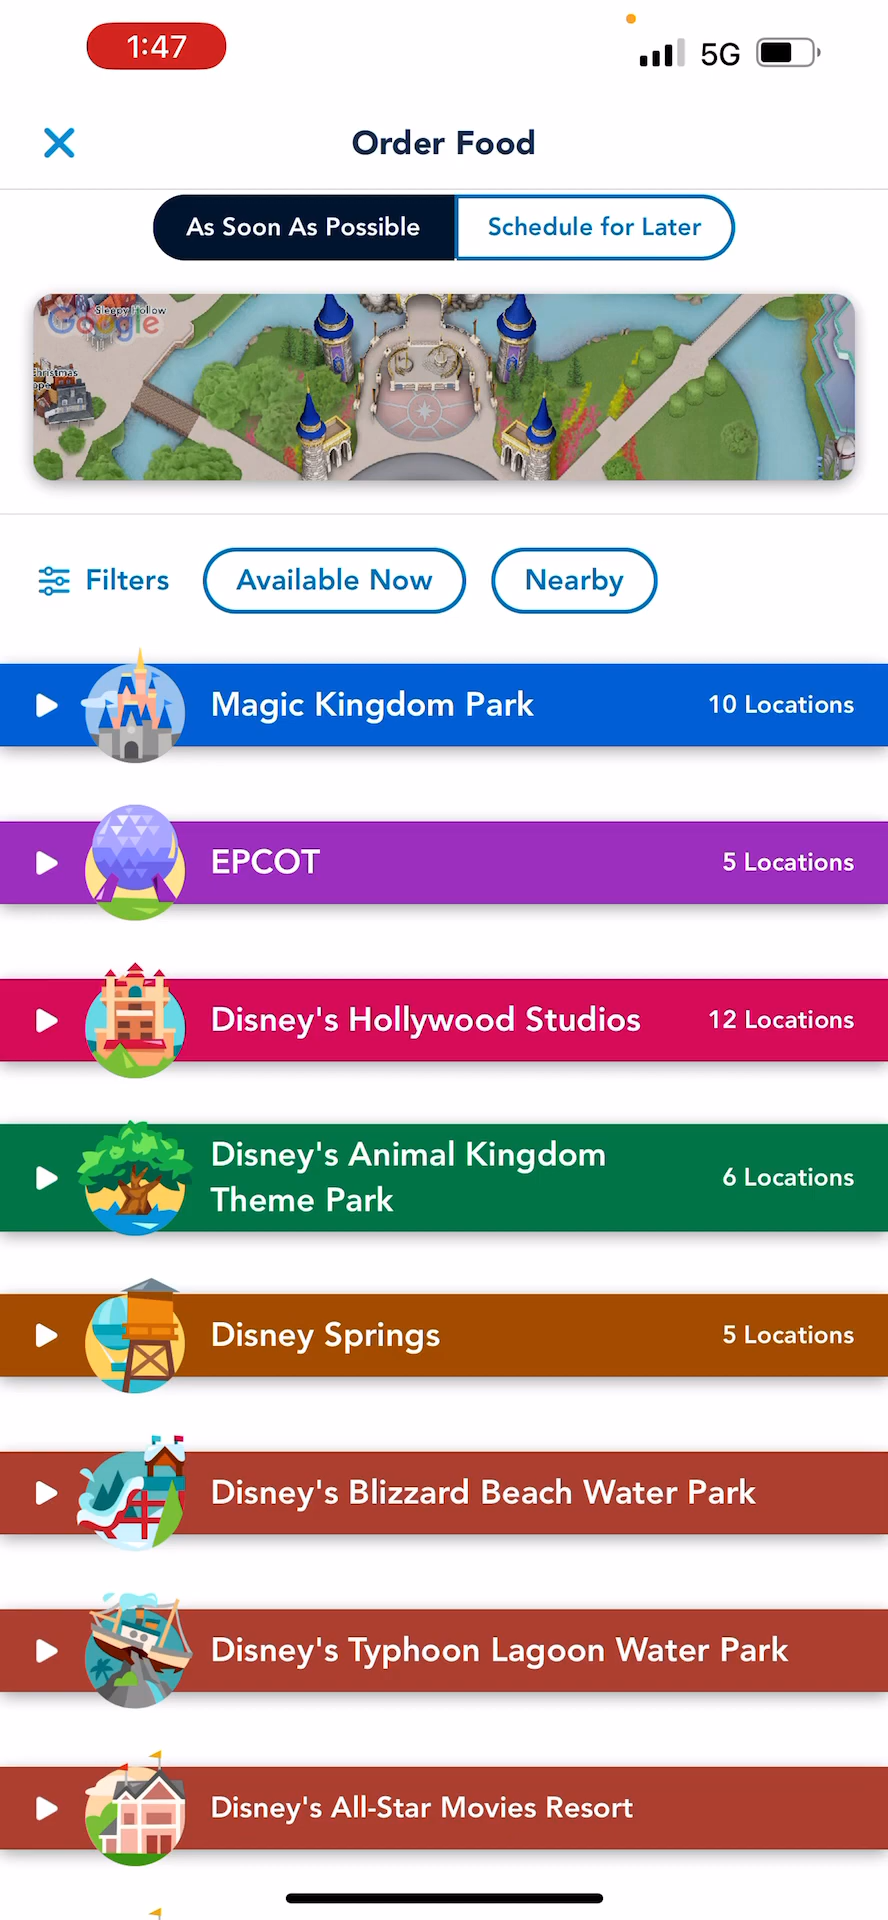 1:47
5G
Order Food
As Soon As Possible
Schedule for Later
Sleepy Hollow
Google
Filters
Available Now
Nearby
Magic Kingdom Park
10 Locations
EPCOT
5 Locations
Disney's Hollywood Studios
12 Locations
Disney's Animal Kingdom
Theme Park
6 Locations
Disney Springs
5 Locations
Disney's Blizzard Beach Water Park
Disney's Typhoon Lagoon Water Park
Disney's All-Star Movies Resort